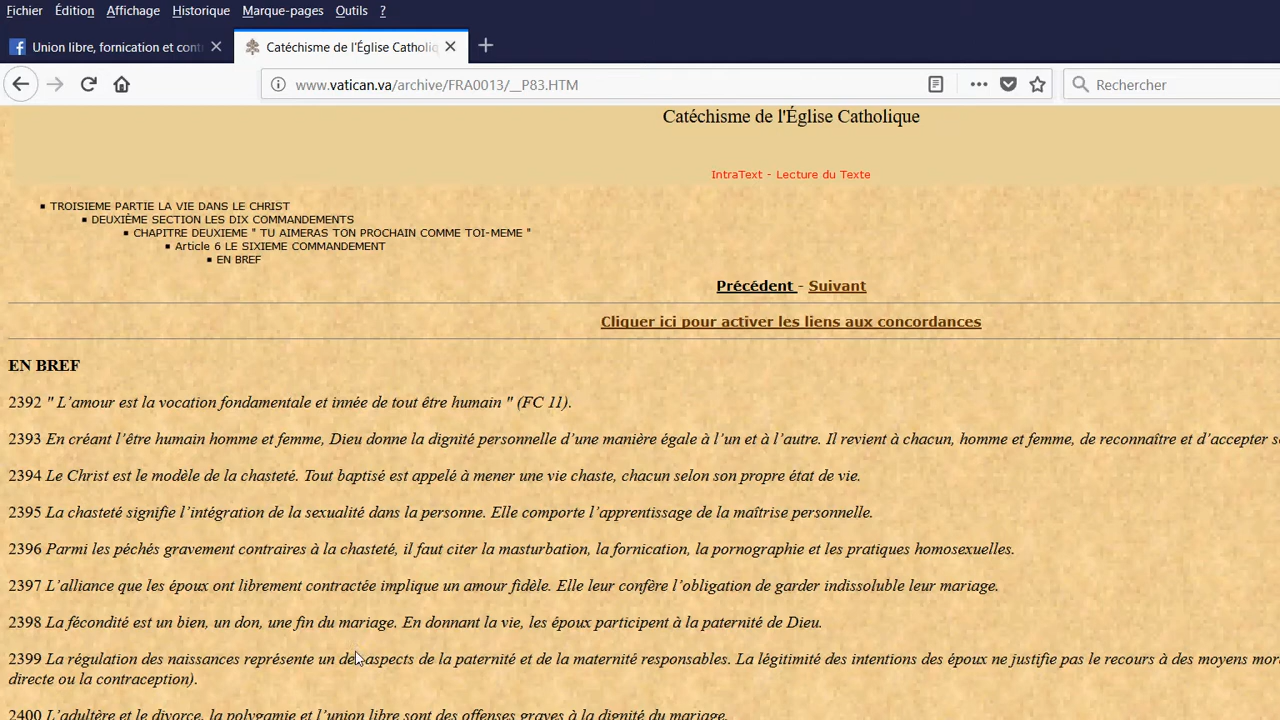 Fichier Édition Affichage Historique Marque-pages Outils ?
Union libre, fornication et cont
Catéchisme de l'Église Catholiq
www.vatican.va/archive/FRA0013/__P83.HTM
Rechercher
Catéchisme de l'Église Catholique
IntraText - Lecture du Texte
TROISIEME PARTIE LA VIE DANS LE CHRIST
DEUXIÈME SECTION LES DIX COMMANDEMENTS
CHAPITRE DEUXIEME " TU AIMERAS TON PROCHAIN COMME TOI-MEME "
Article 6 LE SIXIEME COMMANDEMENT
EN BREF
Précédent - Suivant
Cliquer ici pour activer les liens aux concordances
EN BREF
2392 " L’amour est la vocation fondamentale et innée de tout être humain " (FC 11).
2393 En créant l’être humain homme et femme, Dieu donne la dignité personnelle d’une manière égale à l’un et à l’autre. Il revient à chacun, homme et femme, de reconnaître et d’accepter
2394 Le Christ est le modèle de la chasteté. Tout baptisé est appelé à mener une vie chaste, chacun selon son propre état de vie.
2395 La chasteté signifie l’intégration de la sexualité dans la personne. Elle comporte l’apprentissage de la maîtrise personnelle.
2396 Parmi les péchés gravement contraires à la chasteté, il faut citer la masturbation, la fornication, la pornographie et les pratiques homosexuelles.
2397 L’alliance que les époux ont librement contractée implique un amour fidèle. Elle leur confère l’obligation de garder indissoluble leur mariage.
2398 La fécondité est un bien, un don, une fin du mariage. En donnant la vie, les époux participent à la paternité de Dieu.
2399 La régulation des naissances représente un des aspects de la paternité et de la maternité responsables. La légitimité des intentions des époux ne justifie pas le recours à des moyens mor
directe ou la contraception).
2400 L’adultère et le divorce, la polygamie et l’union libre sont des offenses graves à la dignité du mariage.